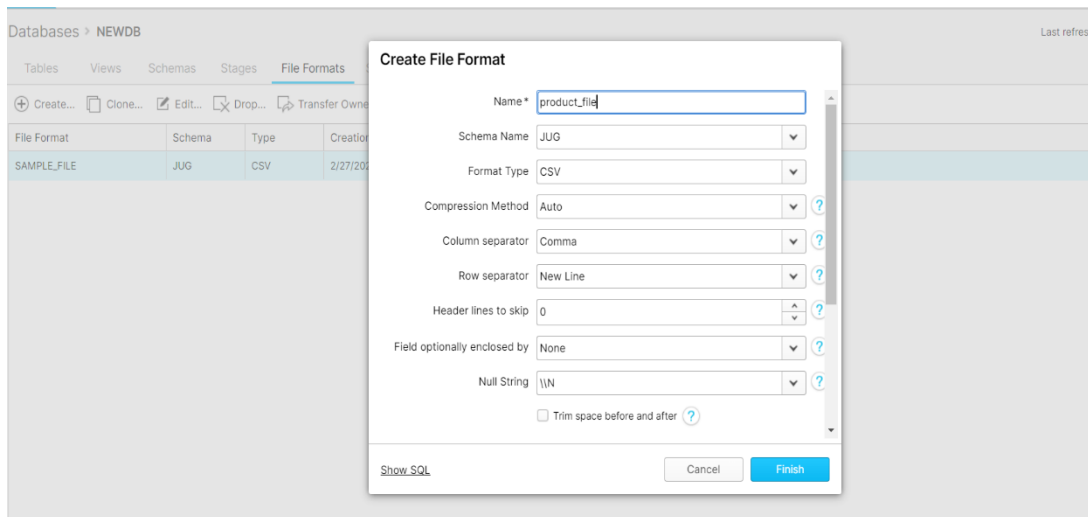 Databases > NEWDB
Last refres
Tables Views Schemas Stages File Formats S
Create... Clone... Edit... Drop... Transfer Owne
File Format Schema Type Creation
SAMPLE_FILE JUG CSV 2/27/202
Create File Format
Name * product_file
Schema Name JUG
Format Type CSV
Compression Method Auto ?
Column separator Comma ?
Row separator New Line ?
Header lines to skip 0 ?
Field optionally enclosed by None ?
Null String \\N ?
Trim space before and after ?
Show SQL Cancel Finish